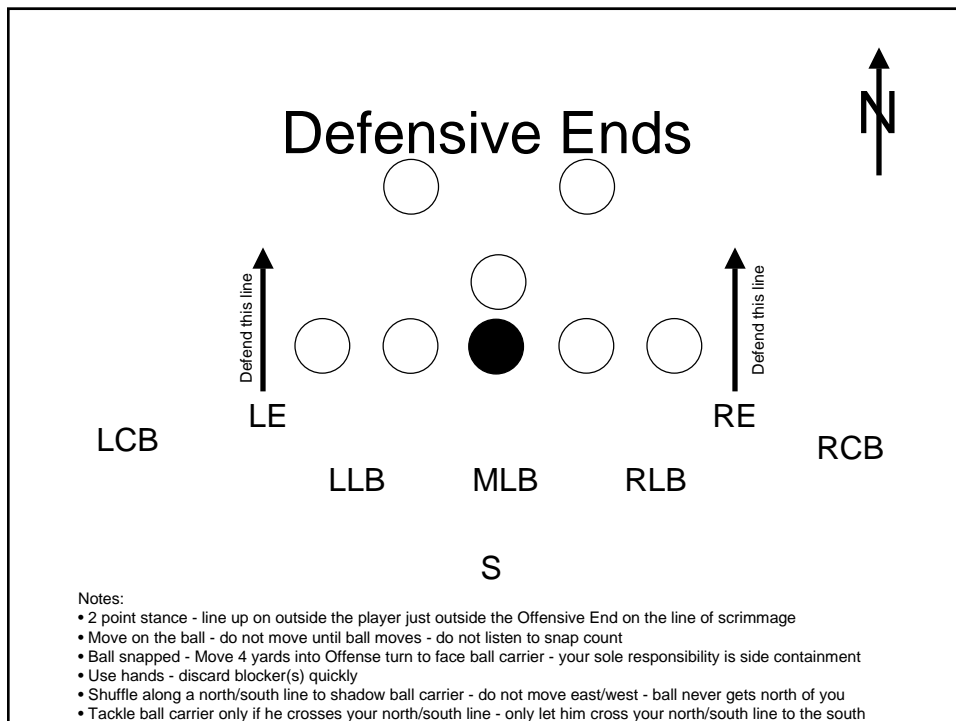 N
Defensive Ends
Defend this line
Defend this line
LE
RE
LCB
RCB
LLB
MLB
RLB
S
Notes:
• 2 point stance - line up on outside the player just outside the Offensive End on the line of scrimmage
• Move on the ball - do not move until ball moves - do not listen to snap count
• Ball snapped - Move 4 yards into Offense turn to face ball carrier - your sole responsibility is side containment
• Use hands - discard blocker(s) quickly
• Shuffle along a north/south line to shadow ball carrier - do not move east/west - ball never gets north of you
• Tackle ball carrier only if he crosses your north/south line - only let him cross your north/south line to the south